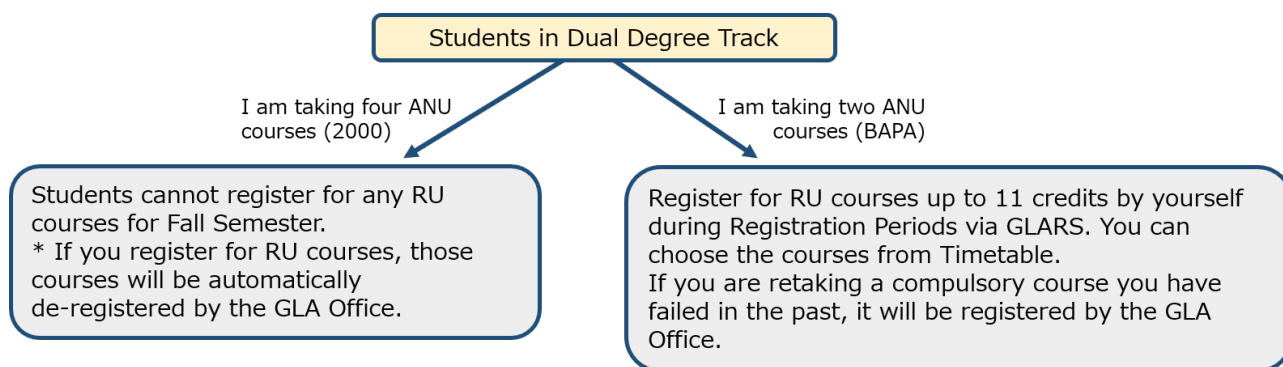 Students in Dual Degree Track
I am taking four ANU
courses (2000)
I am taking two ANU
courses (BAPA)
Students cannot register for any RU
courses for Fall Semester.
* If you register for RU courses, those
courses will be automatically
de-registered by the GLA Office.
Register for RU courses up to 11 credits by yourself
during Registration Periods via GLARS. You can
choose the courses from Timetable.
If you are retaking a compulsory course you have
failed in the past, it will be registered by the GLA
Office.